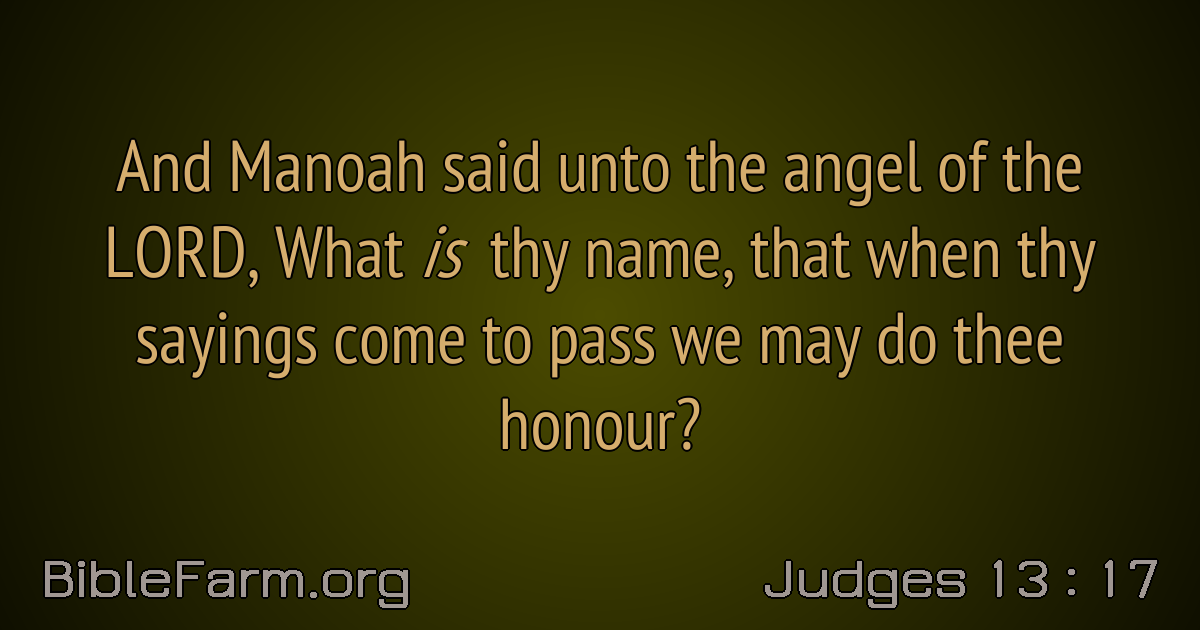 And Manoah said unto the angel of the
LORD, What is thy name, that when thy
sayings come to pass we may do thee
honour?
BibleFarm.org
Judges 13 : 17